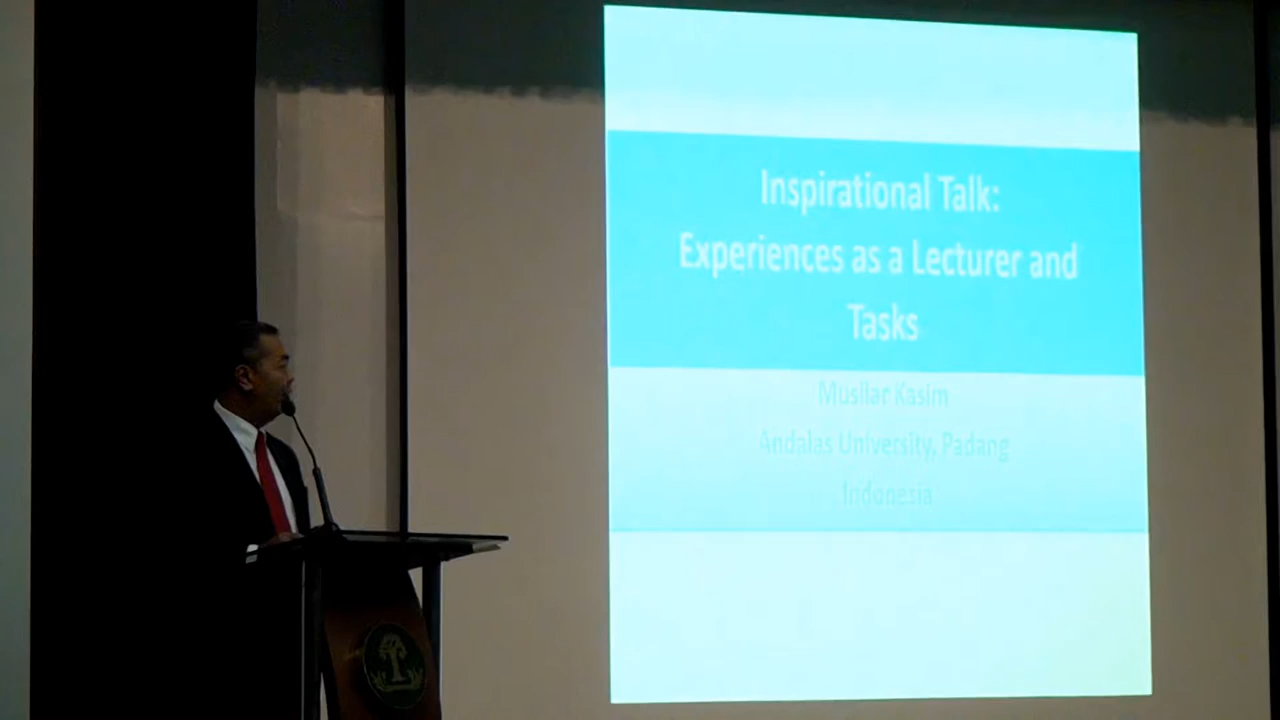 Inspirational Talk:
Experiences as a Lecturer and
Tasks
Musliar Kasim
Andalas University, Padang
Indonesia